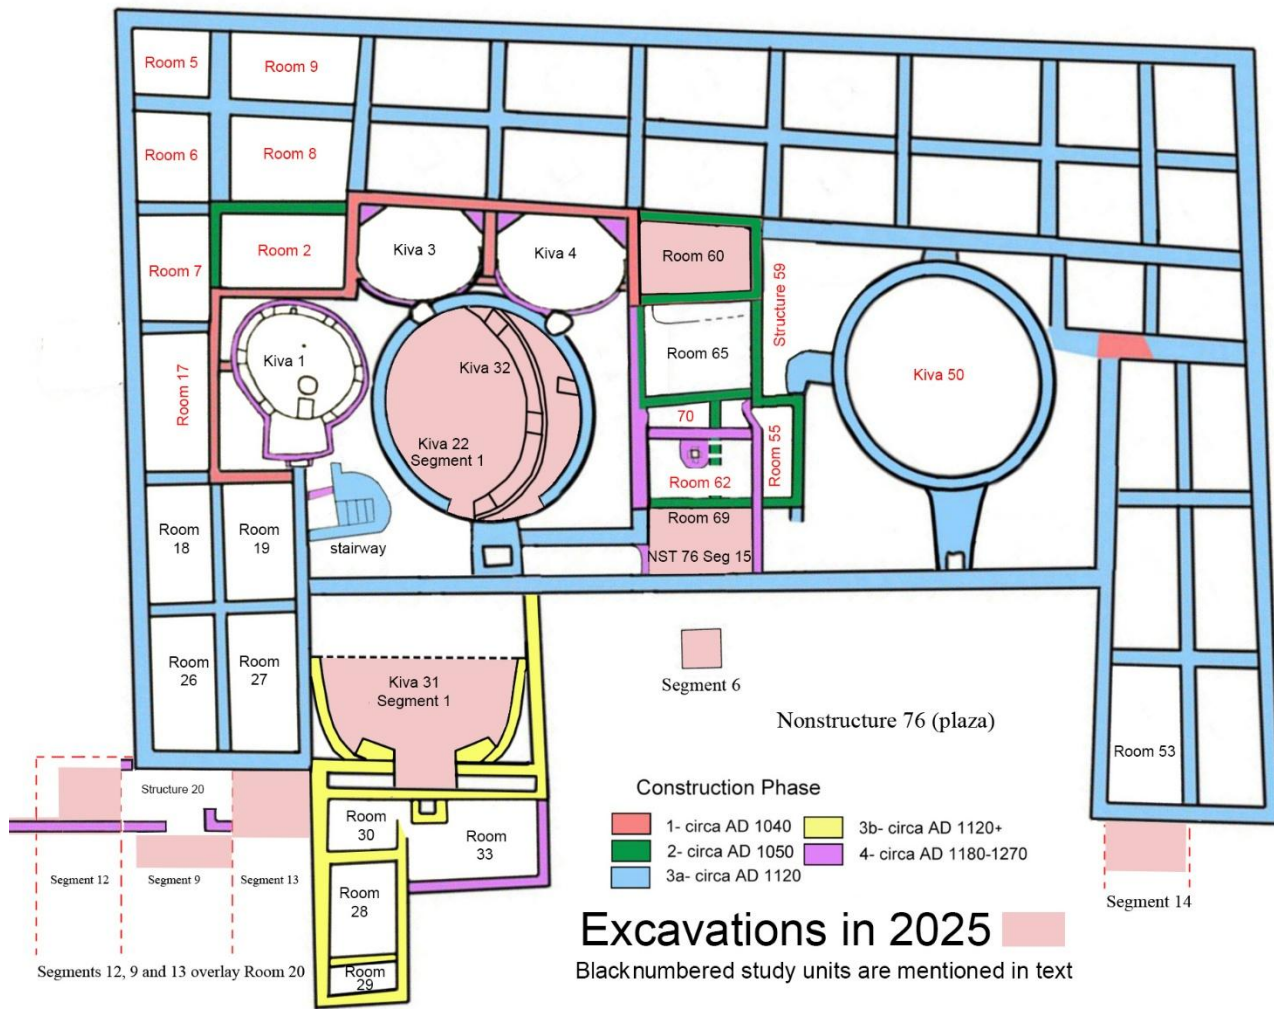 Room 5
Room 9
Room 6
Room 8
Room 7
Room 2
Kiva 3
Kiva 4
Room 60
Structure 59
Kiva 1
Kiva 32
Room 65
Kiva 50
Room 17
Kiva 22
Segment 1
70
Room 55
Room 62
Room
18
Room
19
stairway
Room 69
NST 76 Seg 15
Room
26
Room
27
Kiva 31
Segment 1
Segment 6
Nonstructure 76 (plaza)
Room 53
Structure 20
Construction Phase
1- circa AD 1040
2- circa AD 1050
3a- circa AD 1120
3b- circa AD 1120+
4- circa AD 1180-1270
Room
30
Room
33
Segment 12
Segment 9
Segment 13
Room
28
Segment 14
Excavations in 2025
Black numbered study units are mentioned in text
Segments 12, 9 and 13 overlay Room 20
Room
29